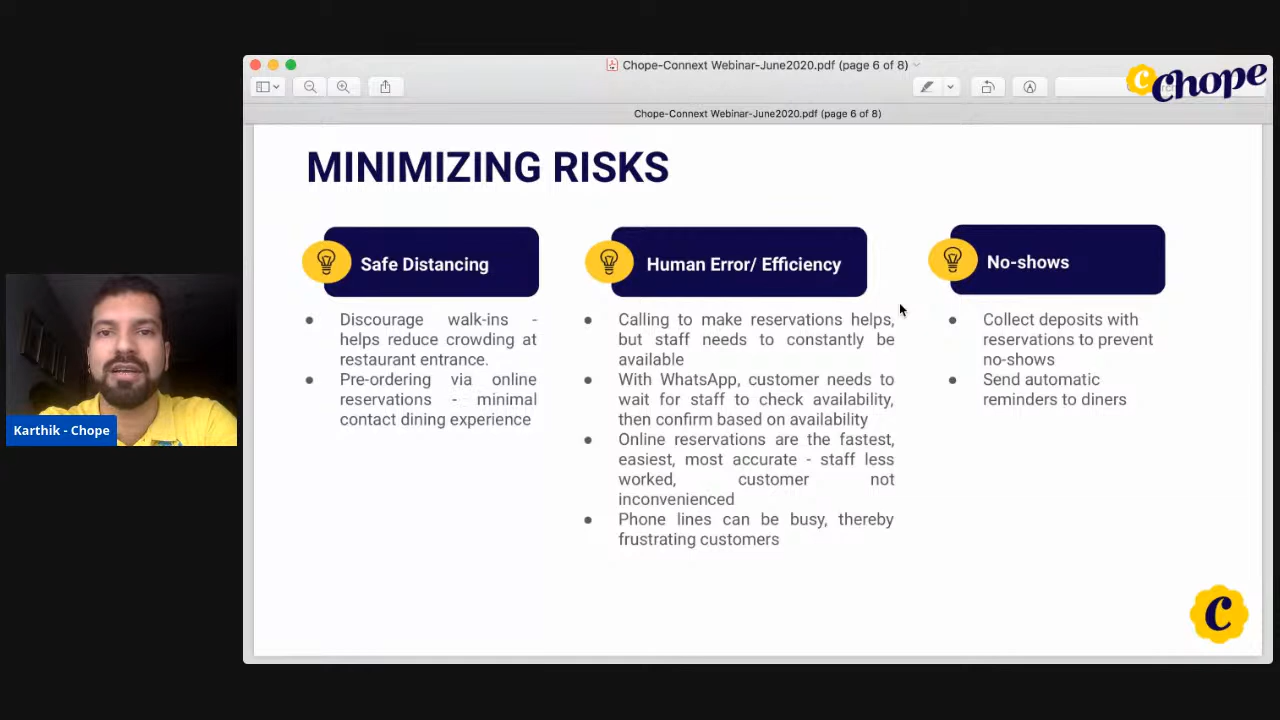 Chope-Connext Webinar-June2020.pdf (page 6 of 8)
Chope
Chope-Connext Webinar-June2020.pdf (page 6 of 8)
MINIMIZING RISKS
Safe Distancing
● Discourage walk-ins -
helps reduce crowding at
restaurant entrance.
● Pre-ordering via online
reservations - minimal
contact dining experience
Human Error/ Efficiency
● Calling to make reservations helps,
but staff needs to constantly be
available
● With WhatsApp, customer needs to
wait for staff to check availability,
then confirm based on availability
● Online reservations are the fastest,
easiest, most accurate - staff less
worked, customer not
inconvenienced
● Phone lines can be busy, thereby
frustrating customers
No-shows
● Collect deposits with
reservations to prevent
no-shows
● Send automatic
reminders to diners
Karthik - Chope
C